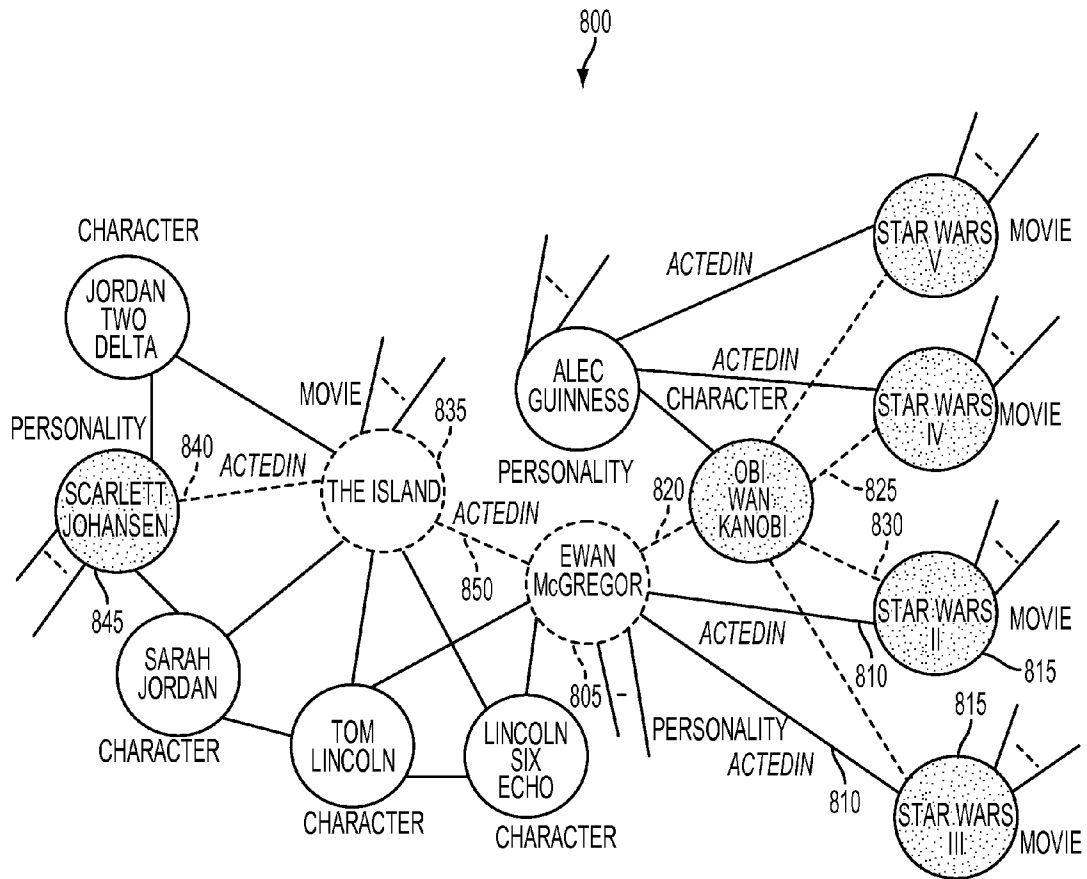 800
CHARACTER
JORDAN
TWO
DELTA
PERSONALITY
840
ACTEDIN
SCARLETT
JOHANSEN
845
SARAH
JORDAN
CHARACTER
MOVIE
835
THE ISLAND
ACTEDIN
850
TOM
LINCOLN
CHARACTER
LINCOLN
SIX
ECHO
CHARACTER
EWAN
McGREGOR
805
PERSONALITY
ALEC
GUINNESS
PERSONALITY
ACTEDIN
ACTEDIN
CHARACTER
OBI
WAN
KANOBI
820
825
830
STAR WARS
V
MOVIE
STAR WARS
IV
MOVIE
STAR WARS
II
MOVIE
815
ACTEDIN
810
ACTEDIN
810
815
STAR WARS
III
MOVIE